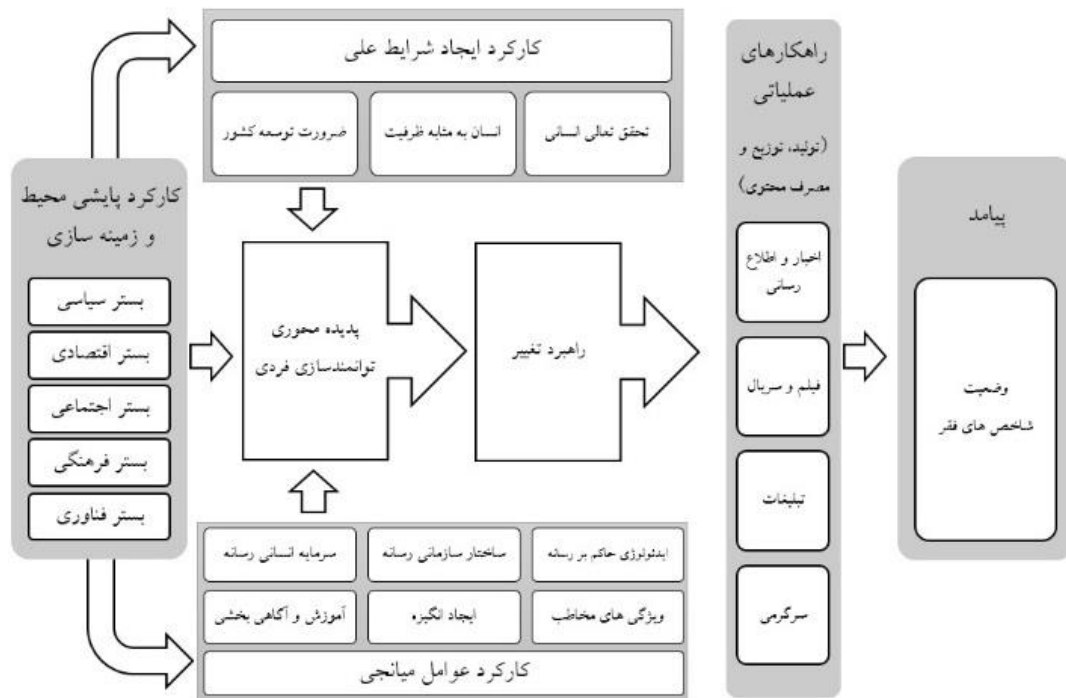 کارکرد ایجاد شرایط علی
تحقق تعالی انسانی
انسان به مثابه ظرفیت
ضرورت توسعه کشور
کارکرد پایشی محیط
و زمینه سازی
بستر سیاسی
بستر اقتصادی
بستر اجتماعی
بستر فرهنگی
بستر فناوری
پدیده محوری
توانمندسازی فردی
راهبرد تغییر
ایدئولوژی حاکم بر رسانه
ساختار سازمانی رسانه
سرمایه انسانی رسانه
ویژگی های مخاطب
ایجاد انگیزه
آموزش و آگاهی بخشی
کارکرد عوامل میانجی
راهکارهای
عملیاتی
(تولید، توزیع و
مصرف محتوی)
اخبار و اطلاع
رسانی
فیلم و سریال
تبلیغات
سرگرمی
پیامد
وضعیت
شاخص های فقر